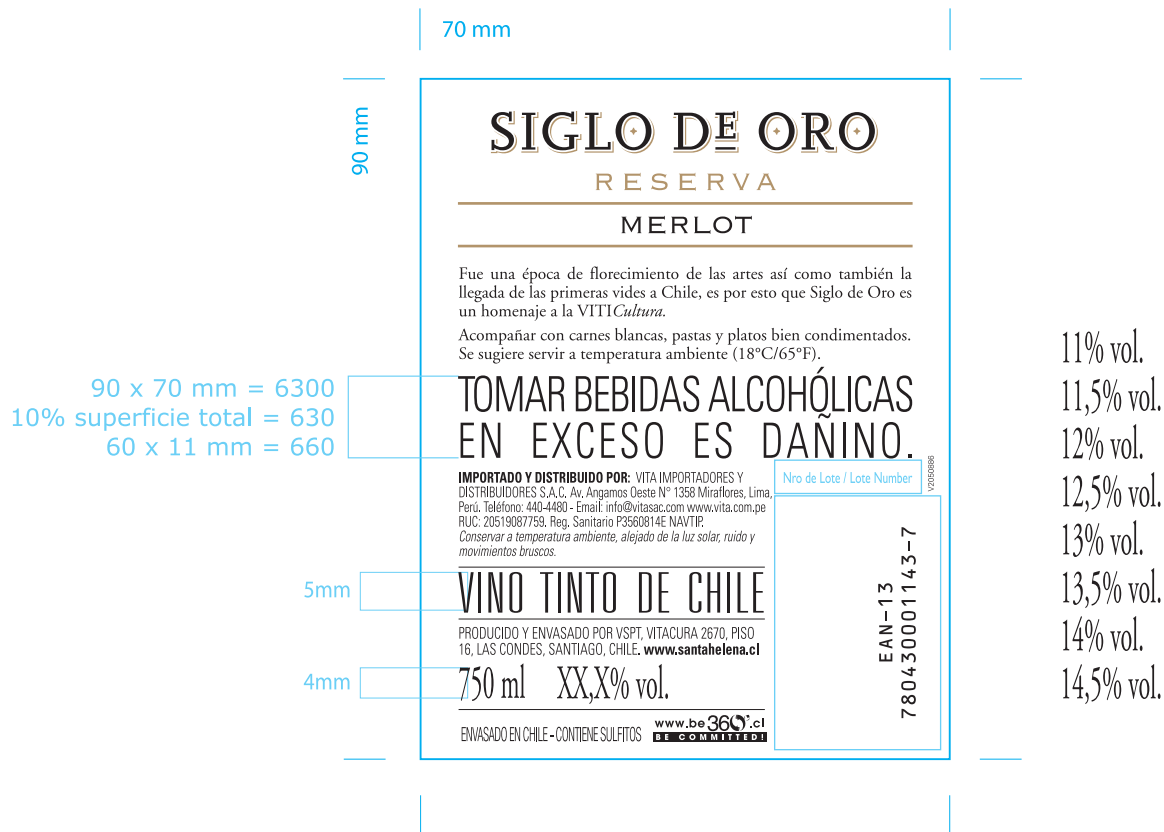 70 mm
90 mm
SIGLO DE ORO
RESERVA
MERLOT
Fue una época de florecimiento de las artes así como también la
llegada de las primeras vides a Chile, es por esto que Siglo de Oro es
un homenaje a la VITICultura.
Acompañar con carnes blancas, pastas y platos bien condimentados.
Se sugiere servir a temperatura ambiente (18°C/65°F).
90 x 70 mm = 6300
10% superficie total = 630
60 x 11 mm = 660
TOMAR BEBIDAS ALCOHÓLICAS
EN EXCESO ES DAÑINO.
IMPORTADO Y DISTRIBUIDO POR: VITA IMPORTADORES Y
DISTRIBUIDORES S.A.C. Av. Angamos Oeste N° 1358 Miraflores, Lima,
Perú. Teléfono: 440-4480 - Email: info@vitasac.com www.vita.com.pe
RUC: 20519087759. Reg. Sanitario P3560814E NAVTIP.
Conservar a temperatura ambiente, alejado de la luz solar, ruido y
movimientos bruscos.
Nro de Lote / Lote Number
V2050886
5mm
VINO TINTO DE CHILE
PRODUCIDO Y ENVASADO POR VSPT, VITACURA 2670, PISO
16, LAS CONDES, SANTIAGO, CHILE. www.santahelena.cl
4mm
750 ml XX,X% vol.
ENVASADO EN CHILE - CONTIENE SULFITOS
www.be360°.cl
BE COMMITTED!
EAN-13
7804300001143-7
11% vol.
11,5% vol.
12% vol.
12,5% vol.
13% vol.
13,5% vol.
14% vol.
14,5% vol.